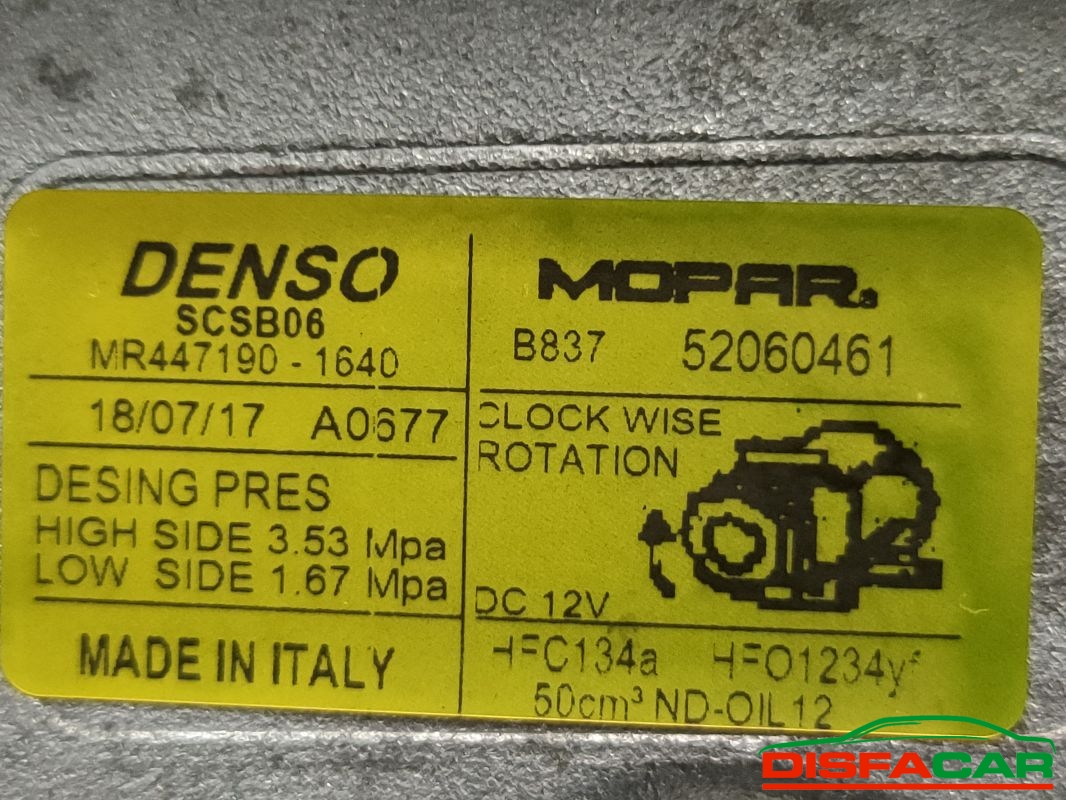 DENSO
SCSB06
MR447190 - 1640
18/07/17 A0677
DESING PRES
HIGH SIDE 3.53 Mpa
LOW SIDE 1.67 Mpa
MADE IN ITALY
MOPAR®
B837 52060461
CLOCK WISE
ROTATION
DC 12V
HFC134a HFO1234yf
50cm³ ND-OIL12
DISFACAR